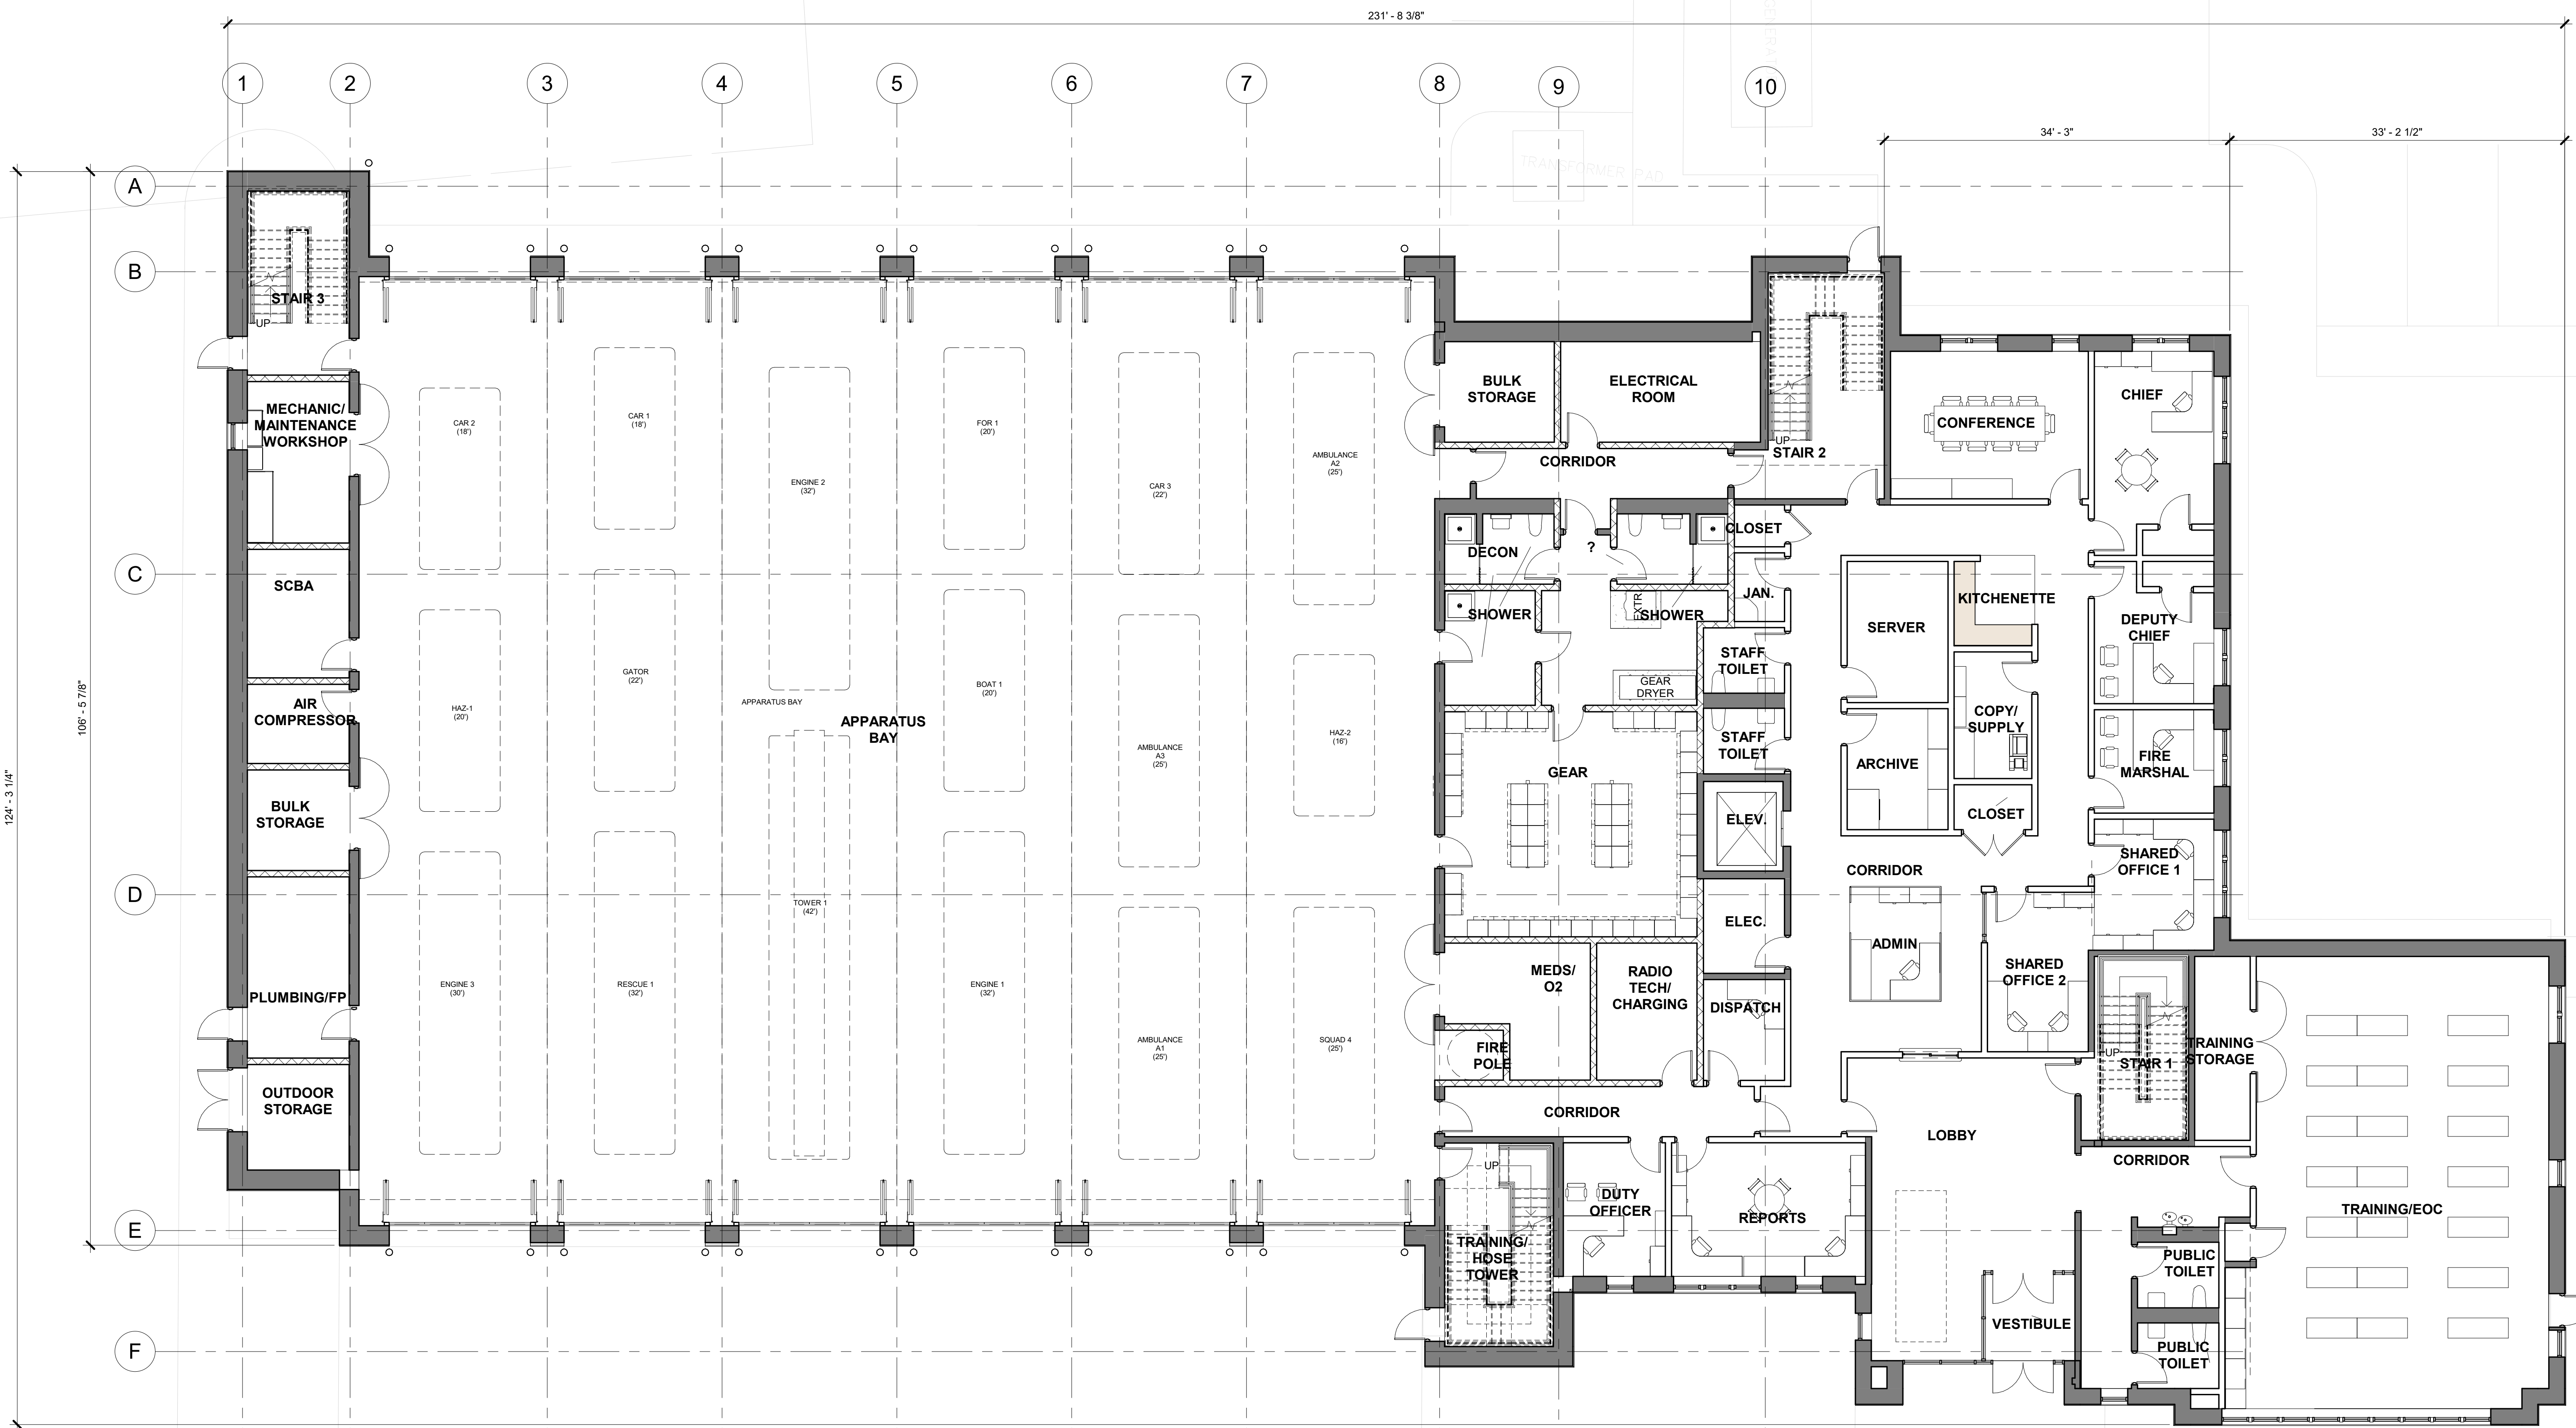 231' - 8 3/8"
GENERA
1
2
3
4
5
6
7
8
9
10
34' - 3"
33' - 2 1/2"
TRANSFORMER PAD
A
B
C
D
E
F
124' - 3 1/4"
106' - 5 7/8"
STAIR 3
UP
MECHANIC/
MAINTENANCE
WORKSHOP
SCBA
AIR
COMPRESSOR
BULK
STORAGE
PLUMBING/FP
OUTDOOR
STORAGE
CAR 2
(18')
HAZ-1
(20')
ENGINE 3
(30')
CAR 1
(18')
GATOR
(22')
RESCUE 1
(32')
ENGINE 2
(32')
APPARATUS BAY
APPARATUS
BAY
TOWER 1
(42')
FOR 1
(20')
BOAT 1
(20')
ENGINE 1
(32')
CAR 3
(22')
AMBULANCE
A3
(25')
AMBULANCE
A1
(25')
AMBULANCE
A2
(25')
HAZ-2
(16')
SQUAD 4
(25')
BULK
STORAGE
ELECTRICAL
ROOM
CORRIDOR
UP
STAIR 2
CONFERENCE
CHIEF
DECON
?
CLOSET
SHOWER
EXTR
SHOWER
JAN.
SERVER
KITCHENETTE
DEPUTY
CHIEF
STAFF
TOILET
GEAR
DRYER
STAFF
TOILET
COPY/
SUPPLY
FIRE
MARSHAL
GEAR
ARCHIVE
ELEV.
CLOSET
SHARED
OFFICE 1
CORRIDOR
ELEC.
ADMIN
SHARED
OFFICE 2
MEDS/
O2
RADIO
TECH/
CHARGING
DISPATCH
FIRE
POLE
UP
STAIR 1
TRAINING
STORAGE
CORRIDOR
LOBBY
CORRIDOR
UP
TRAINING/
HOSE
TOWER
DUTY
OFFICER
REPORTS
TRAINING/EOC
PUBLIC
TOILET
VESTIBULE
PUBLIC
TOILET